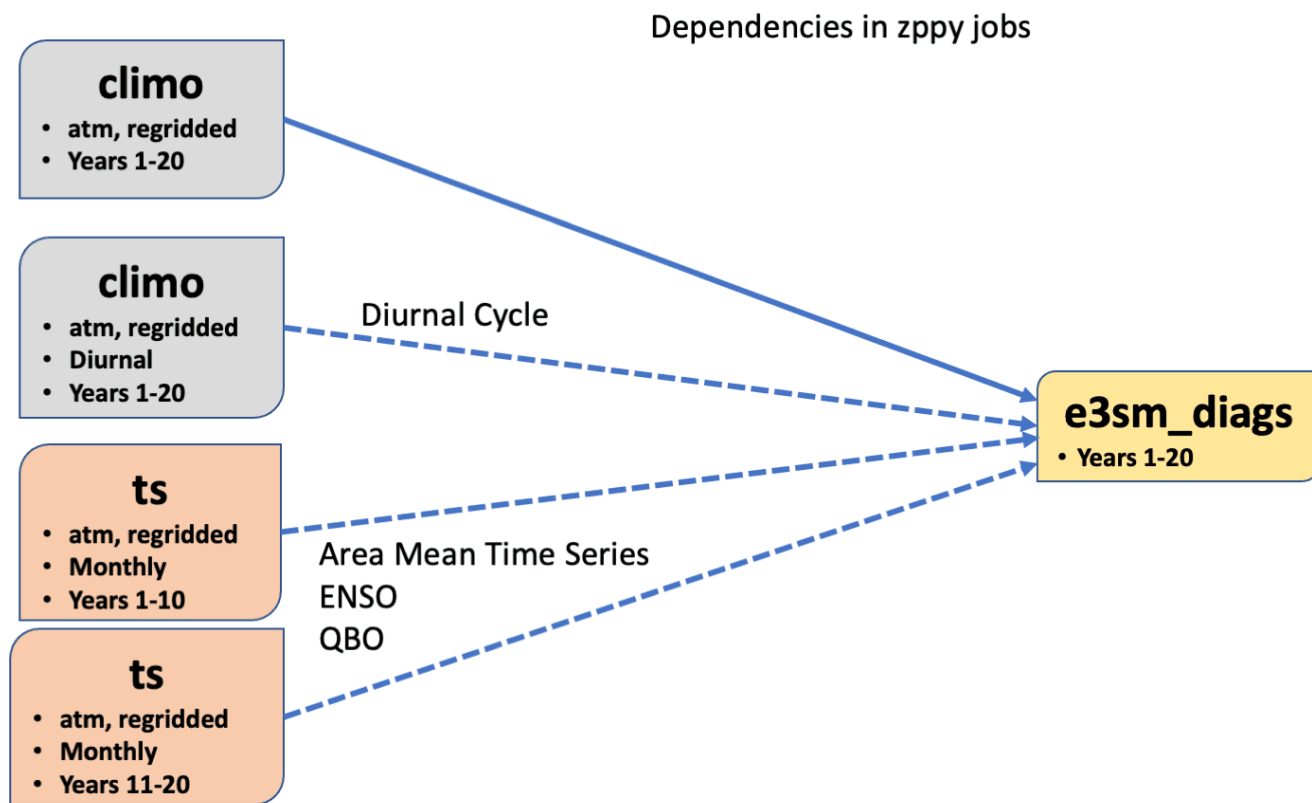 Dependencies in zppy jobs
climo
• atm, regridded
• Years 1-20
climo
• atm, regridded
• Diurnal
• Years 1-20
Diurnal Cycle
ts
• atm, regridded
• Monthly
• Years 1-10
Area Mean Time Series
ENSO
QBO
ts
• atm, regridded
• Monthly
• Years 11-20
e3sm_diags
• Years 1-20